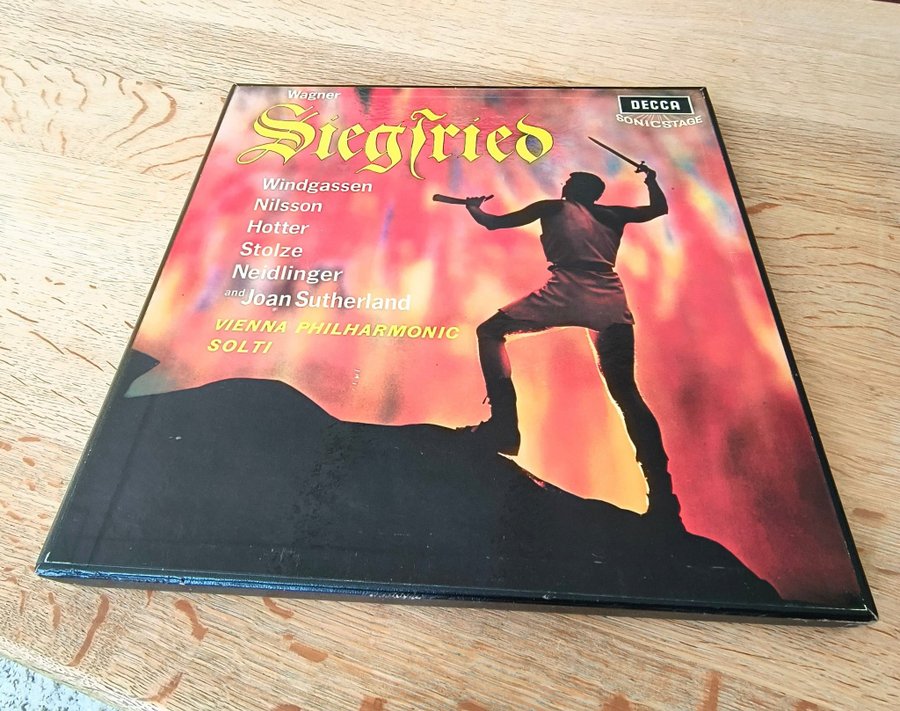 Wagner
Siegfried
Windgassen
Nilsson
Hotter
Stolze
Neidlinger
and Joan Sutherland
VIENNA PHILHARMONIC
SOLTI
DECCA
SONICSTAGE